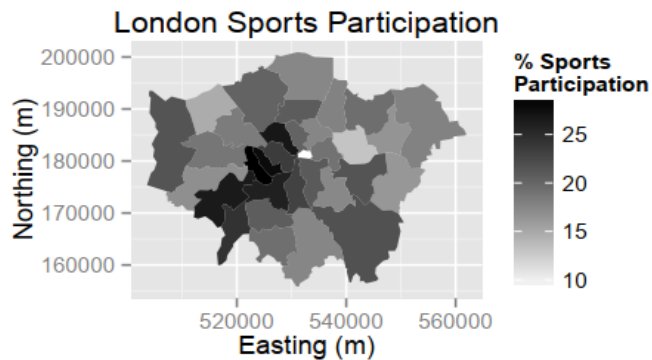 London Sports Participation
200000
190000
180000
170000
160000
Northing (m)
520000 540000 560000
Easting (m)
% Sports
Participation
25
20
15
10